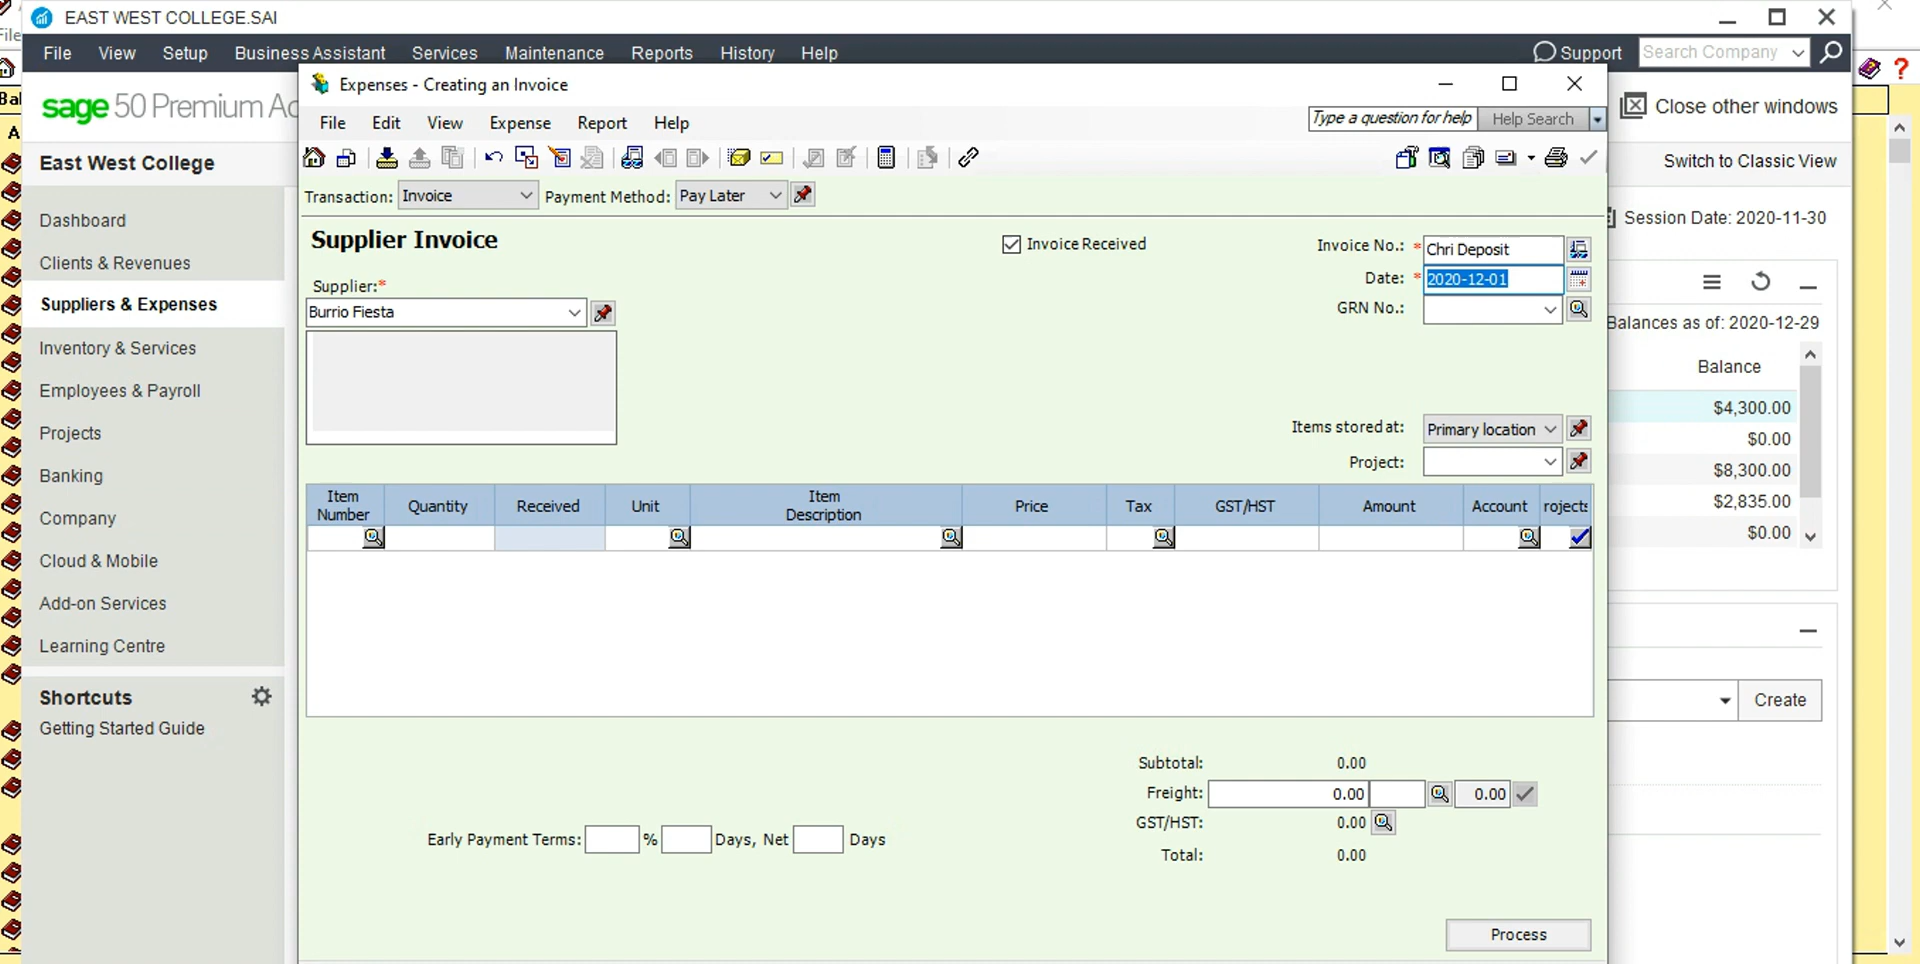 EAST WEST COLLEGE.SAI
File View Setup Business Assistant Services Maintenance Reports History Help
Support
Search Company
sage 50 Premium Ac
East West College
Dashboard
Clients & Revenues
Suppliers & Expenses
Inventory & Services
Employees & Payroll
Projects
Banking
Company
Cloud & Mobile
Add-on Services
Learning Centre
Shortcuts
Getting Started Guide
Expenses - Creating an Invoice
File Edit View Expense Report Help
Type a question for help Help Search
Transaction: Invoice Payment Method: Pay Later
Supplier Invoice
Invoice Received
Invoice No.: * Chri Deposit
Date: * 2020-12-01
GRN No.:
Supplier:*
Burrio Fiesta
Items stored at: Primary location
Project:
Item Number Quantity Received Unit Item Description Price Tax GST/HST Amount Account rojects
Subtotal: 0.00
Freight: 0.00 0.00
GST/HST: 0.00
Total: 0.00
Early Payment Terms: % Days, Net Days
Process
Close other windows
Switch to Classic View
Session Date: 2020-11-30
Balances as of: 2020-12-29
Balance
$4,300.00
$0.00
$8,300.00
$2,835.00
$0.00
Create
File
Bal
A